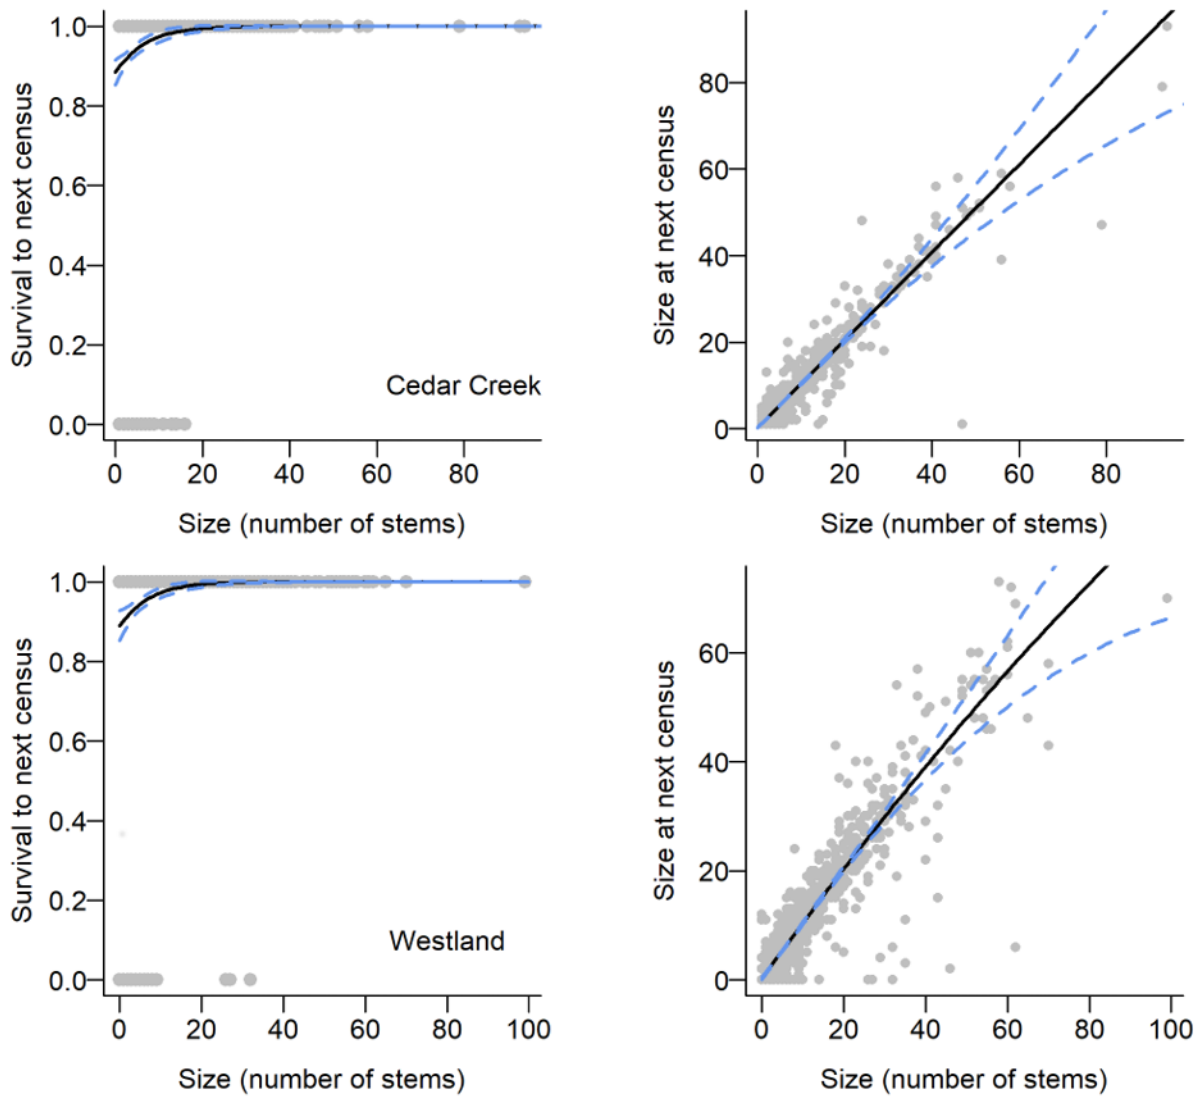 Survival to next census
1.0
0.8
0.6
0.4
0.2
0.0
Cedar Creek
0 20 40 60 80
Size (number of stems)
Size at next census
80
60
40
20
0
0 20 40 60 80
Size (number of stems)
Survival to next census
1.0
0.8
0.6
0.4
0.2
0.0
Westland
0 20 40 60 80 100
Size (number of stems)
Size at next census
60
40
20
0
0 20 40 60 80 100
Size (number of stems)